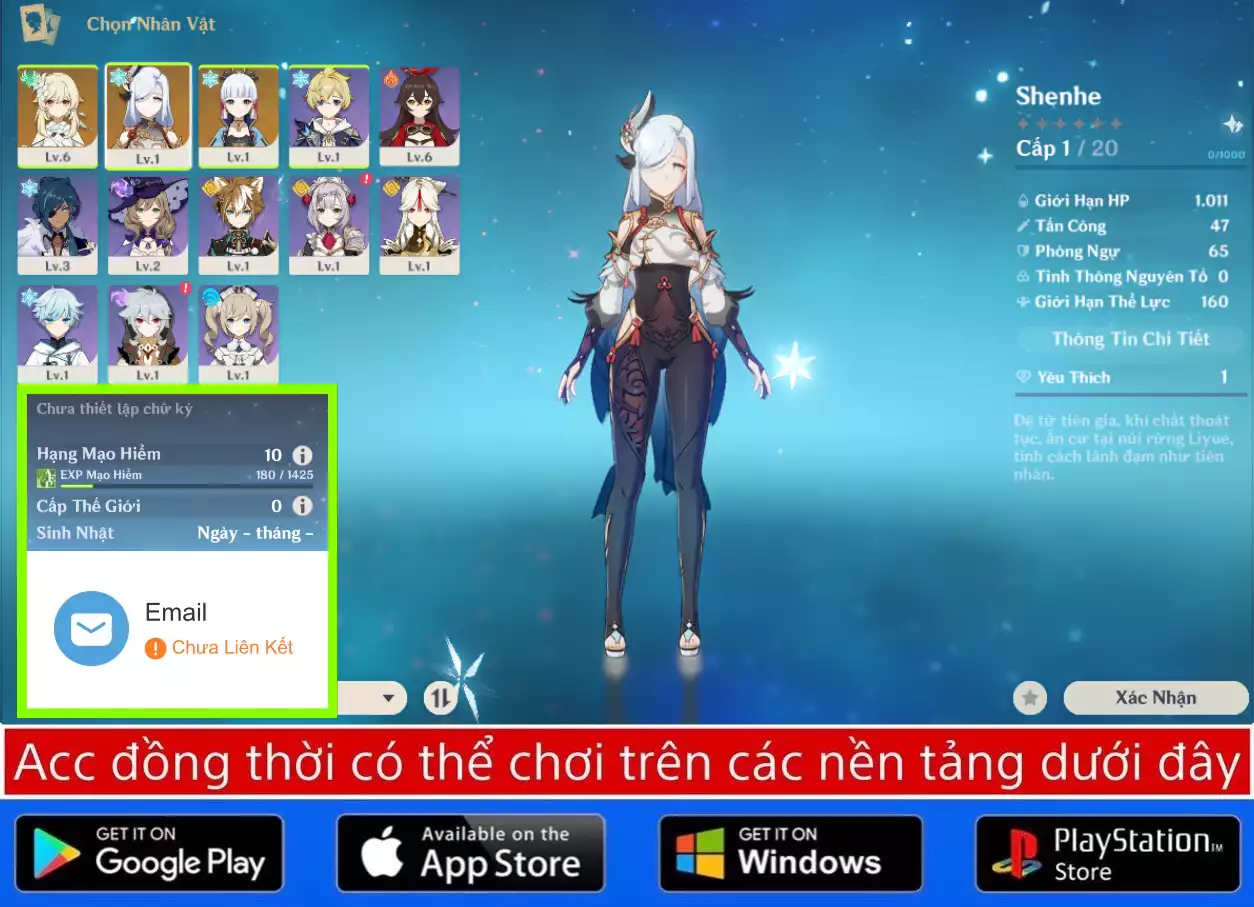 Chọn Nhân Vật
Lv.6
Lv.1
Lv.1
Lv.1
Lv.6
Lv.3
Lv.2
Lv.1
Lv.1
Lv.1
Lv.1
Lv.1
Lv.1
Shenhe
Cấp 1 / 20
0/1000
Giới Hạn HP 1.011
Tấn Công 47
Phòng Ngự 65
Tinh Thông Nguyên Tố 0
Giới Hạn Thể Lực 160
Thông Tin Chi Tiết
Yêu Thích 1
Đệ tử tiên gia, khí chất thoát
tục, ẩn cư tại núi rừng Liyue,
tính cách lãnh đạm như tiên
nhân.
Chưa thiết lập chữ ký
Hạng Mạo Hiểm 10
EXP Mạo Hiểm 180 / 1425
Cấp Thế Giới 0
Sinh Nhật Ngày - tháng -
Email
Chưa Liên Kết
Xác Nhận
Acc đồng thời có thể chơi trên các nền tảng dưới đây
GET IT ON
Google Play
Available on the
App Store
GET IT ON
Windows
PlayStation™
Store